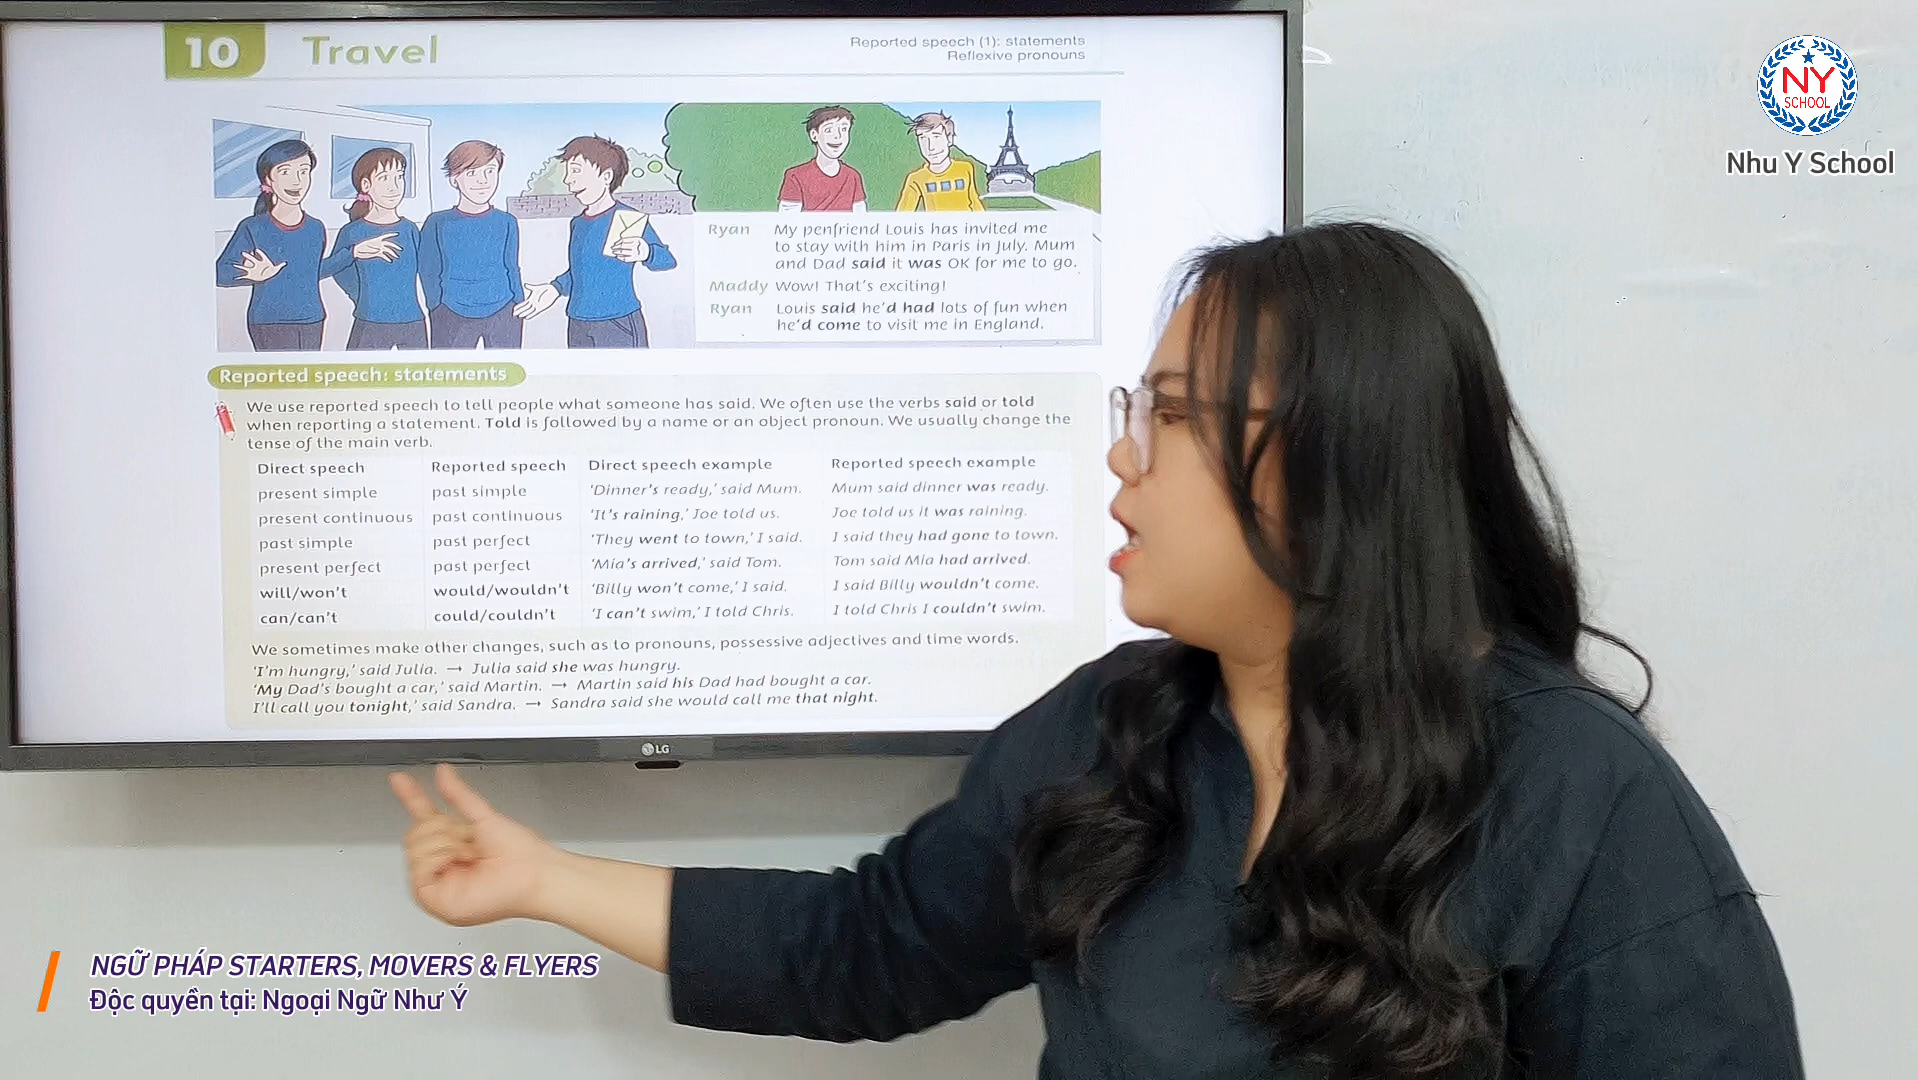 10 Travel
Reported speech (1): statements
Reflexive pronouns
Ryan My penfriend Louis has invited me
to stay with him in Paris in July. Mum
and Dad said it was OK for me to go.
Maddy Wow! That's exciting!
Ryan Louis said he'd had lots of fun when
he'd come to visit me in England.
Reported speech: statements
We use reported speech to tell people what someone has said. We often use the verbs said or told
when reporting a statement. Told is followed by a name or an object pronoun. We usually change the
tense of the main verb.
Direct speech Reported speech Direct speech example Reported speech example
present simple past simple 'Dinner's ready,' said Mum. Mum said dinner was ready.
present continuous past continuous 'It's raining,' Joe told us. Joe told us it was raining.
past simple past perfect 'They went to town,' I said. I said they had gone to town.
present perfect past perfect 'Mia's arrived,' said Tom. Tom said Mia had arrived.
will/won't would/wouldn't 'Billy won't come,' I said. I said Billy wouldn't come.
can/can't could/couldn't 'I can't swim,' I told Chris. I told Chris I couldn't swim.
We sometimes make other changes, such as to pronouns, possessive adjectives and time words.
'I'm hungry,' said Julia. → Julia said she was hungry.
'My Dad's bought a car,' said Martin. → Martin said his Dad had bought a car.
I'll call you tonight,' said Sandra. → Sandra said she would call me that night.
LG
NY
SCHOOL
Nhu Y School
NGỮ PHÁP STARTERS, MOVERS & FLYERS
Độc quyền tại: Ngoại Ngữ Như Ý